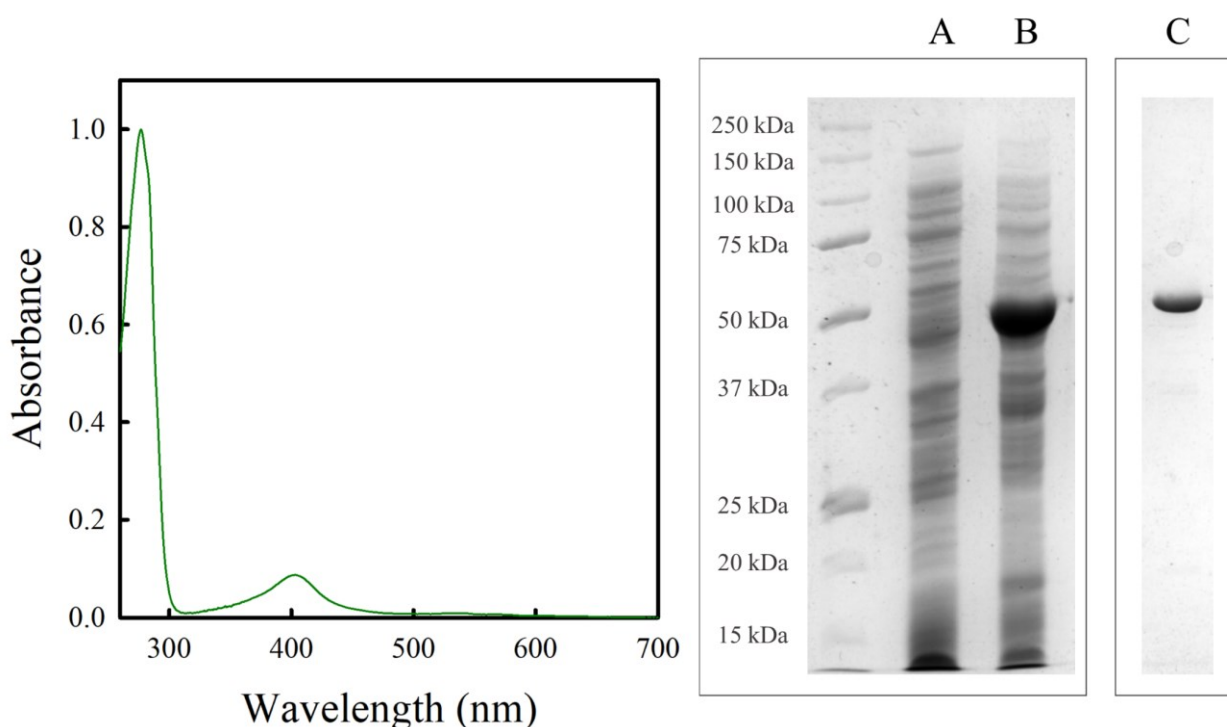 Absorbance
1.0
0.8
0.6
0.4
0.2
0.0
300 400 500 600 700
Wavelength (nm)
A B C
250 kDa
150 kDa
100 kDa
75 kDa
50 kDa
37 kDa
25 kDa
20 kDa
15 kDa